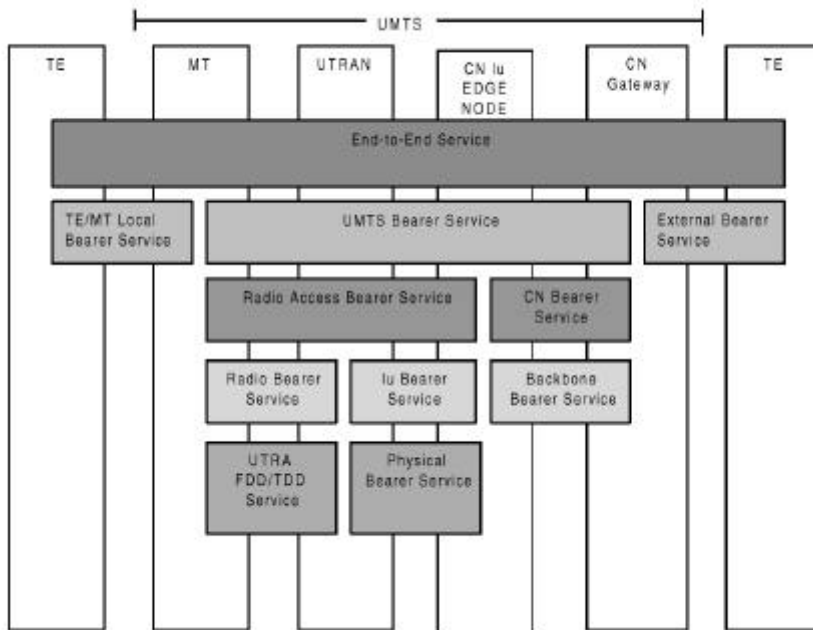 UMTS
TE
MT
UTRAN
CN Iu
EDGE
NODE
CN
Gateway
TE
End-to-End Service
TE/MT Local
Bearer Service
UMTS Bearer Service
External Bearer
Service
Radio Access Bearer Service
CN Bearer
Service
Radio Bearer
Service
Iu Bearer
Service
Backbone
Bearer Service
UTRA
FDD/TDD
Service
Physical
Bearer Service